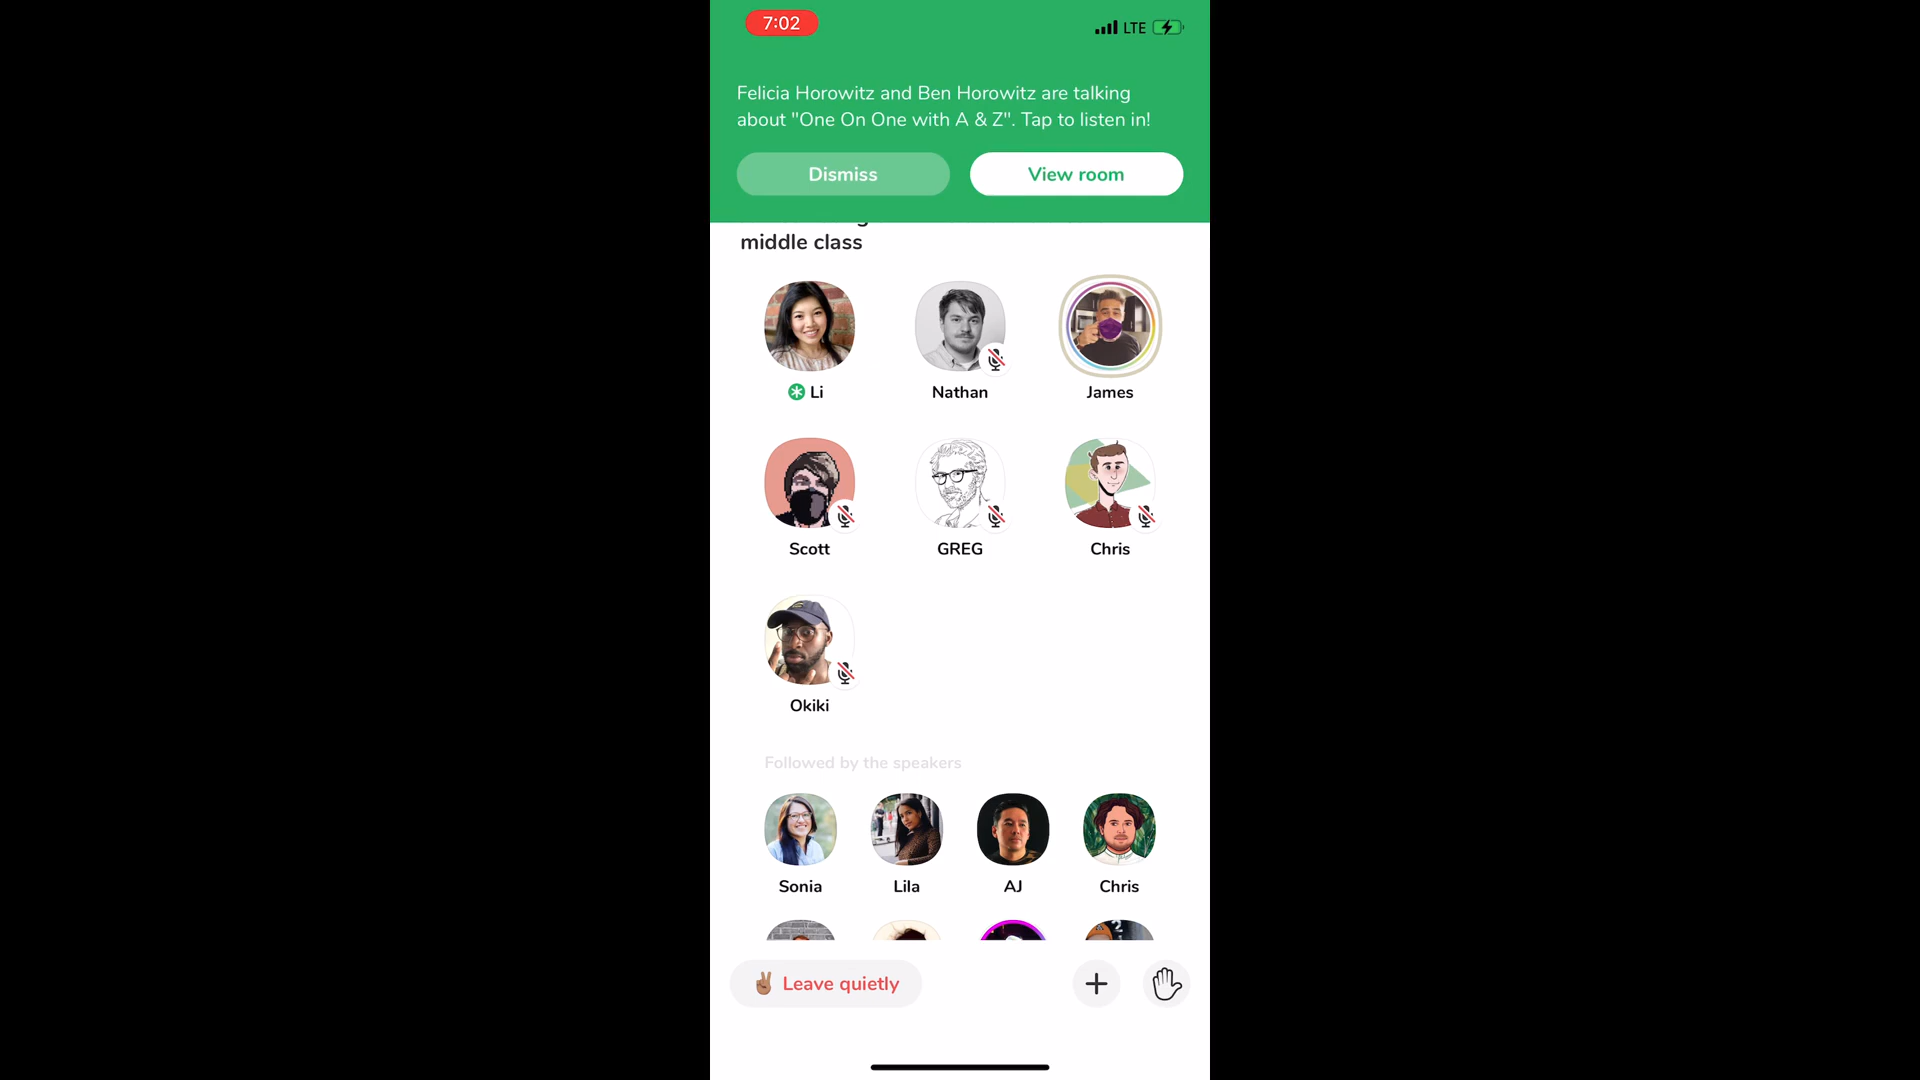 7:02
LTE
Felicia Horowitz and Ben Horowitz are talking
about "One On One with A & Z". Tap to listen in!
Dismiss
View room
middle class
Li
Nathan
James
Scott
GREG
Chris
Okiki
Followed by the speakers
Sonia
Lila
AJ
Chris
Leave quietly